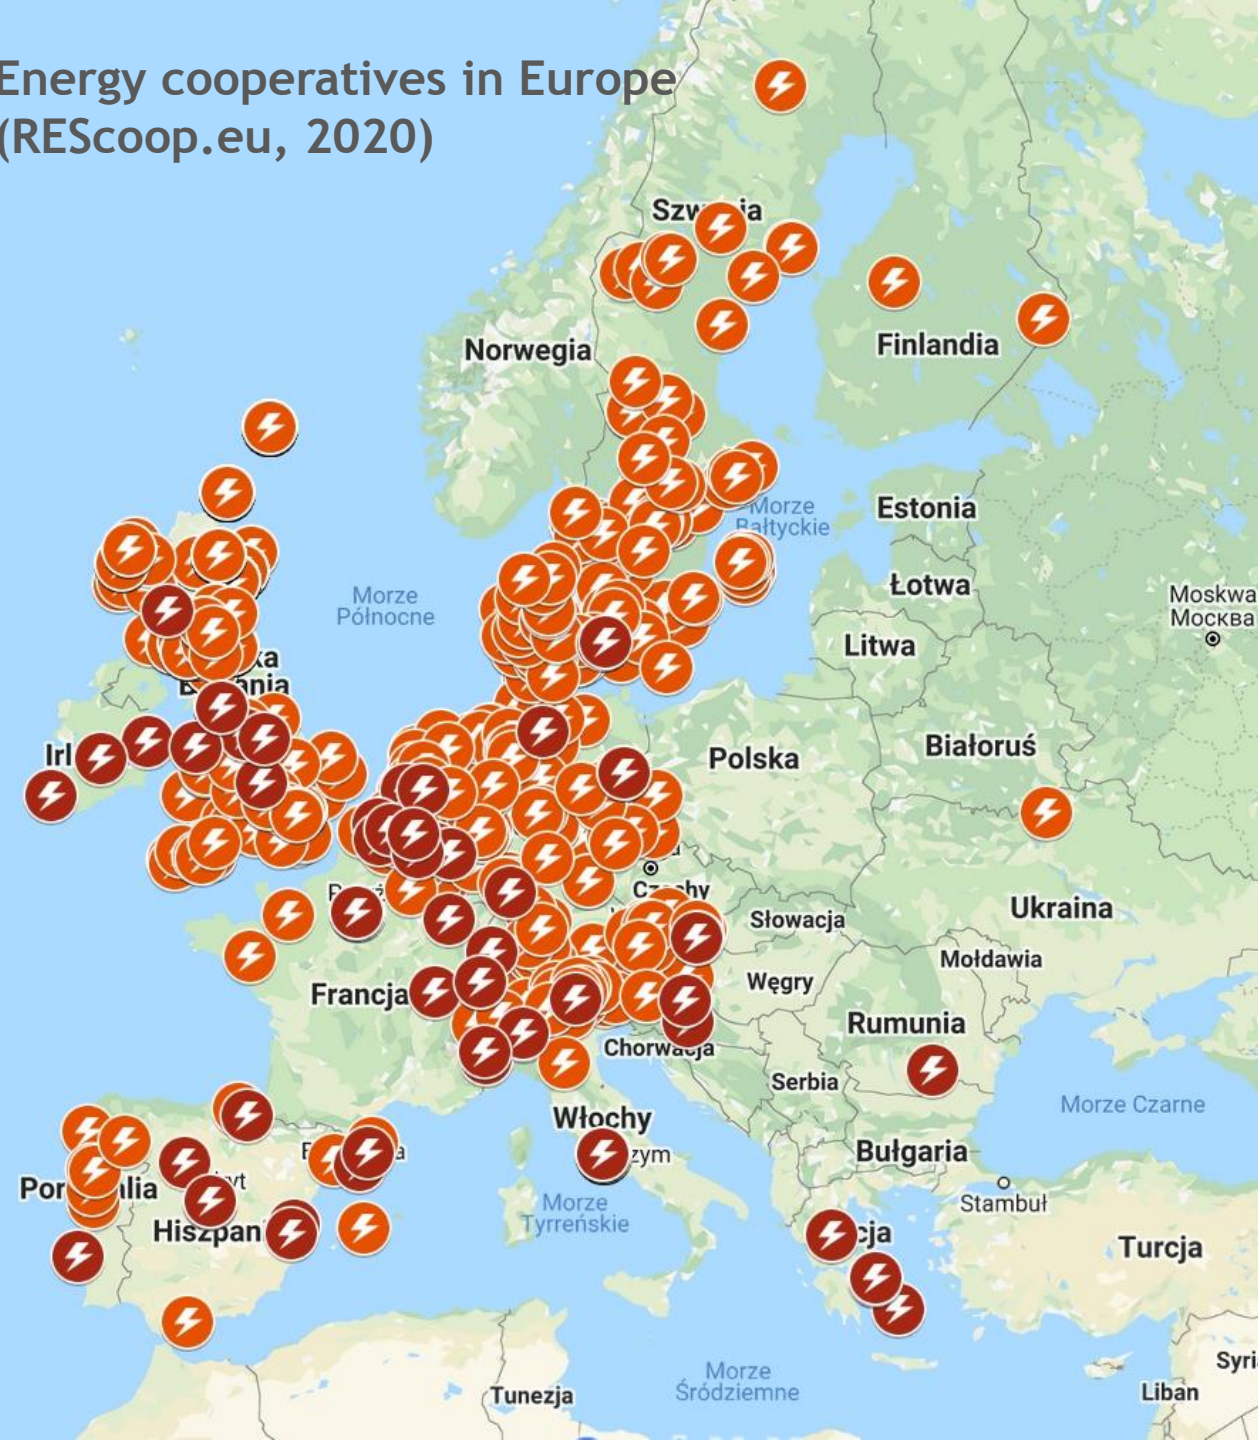 Energy cooperatives in Europe
(REScoop.eu, 2020)
Norwegia
Finlandia
Morze
Bałtyckie
Estonia
Łotwa
Morze
Północne
Moskwa
Москва
Litwa
Polska
Białoruś
Słowacja
Ukraina
Mołdawia
Węgry
Francja
Rumunia
Chorwacja
Serbia
Morze Czarne
Włochy
Bułgaria
Stambuł
Morze
Tyrreńskie
Turcja
Morze
Śródziemne
Tunezja
Syri
Liban